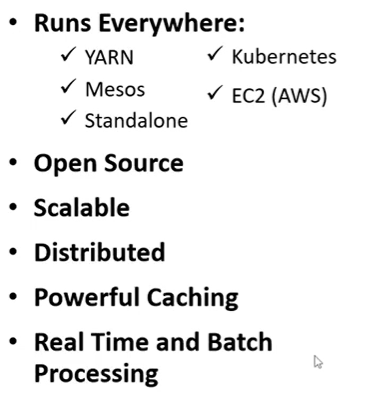 • Runs Everywhere:
✓ YARN
✓ Mesos
✓ Standalone
✓ Kubernetes
✓ EC2 (AWS)
• Open Source
• Scalable
• Distributed
• Powerful Caching
• Real Time and Batch
Processing